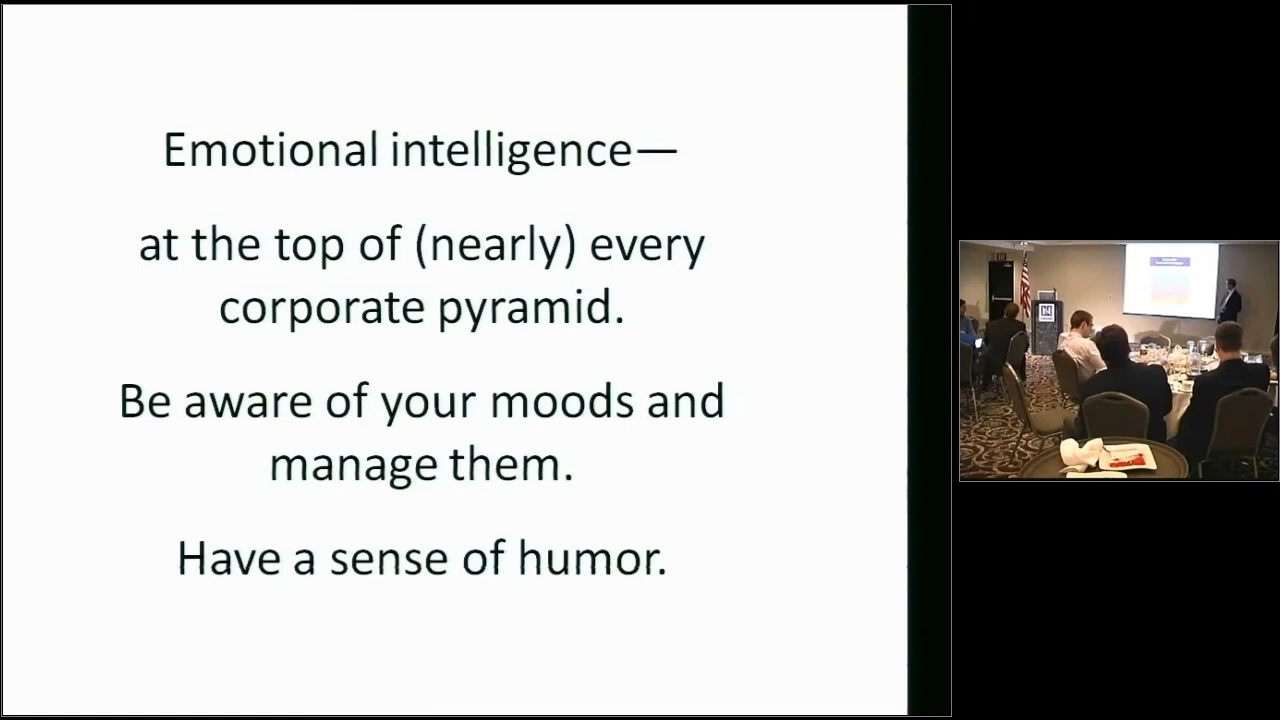 Emotional intelligence—
at the top of (nearly) every
corporate pyramid.
Be aware of your moods and
manage them.
Have a sense of humor.
N